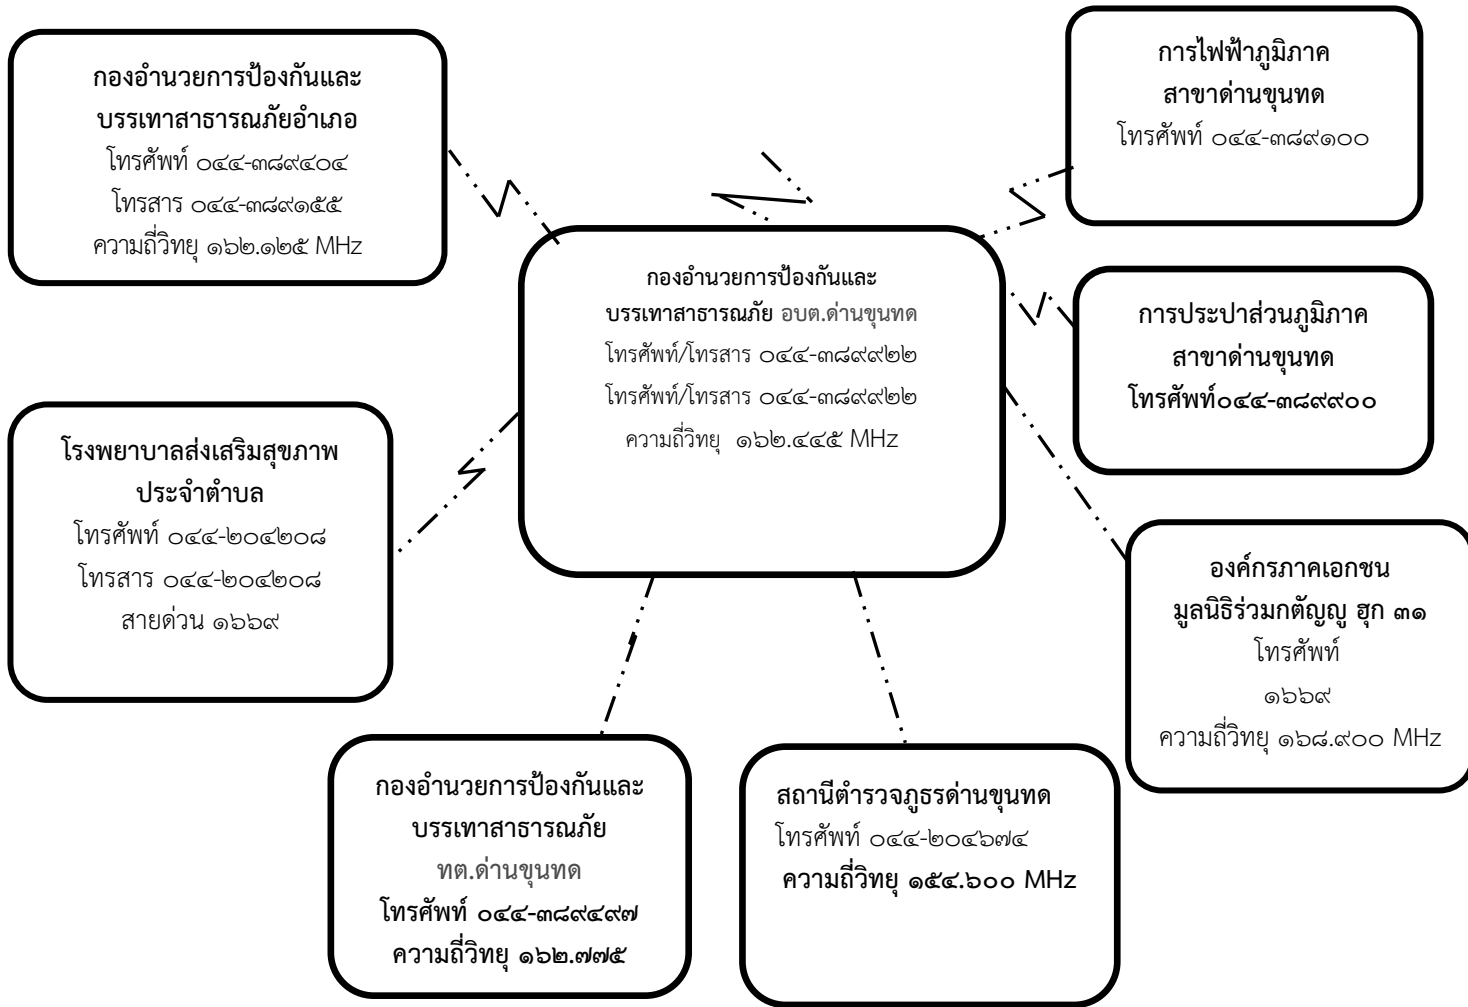 กองอำนวยการป้องกันและ
บรรเทาสาธารณภัยอำเภอ
โทรศัพท์ ๐๔๔-๓๘๙๔๐๔
โทรสาร ๐๔๔-๓๘๙๑๕๕
ความถี่วิทยุ ๑๖๒.๑๒๕ MHz
การไฟฟ้าภูมิภาค
สาขาด่านขุนทด
โทรศัพท์ ๐๔๔-๓๘๙๑๐๐
กองอำนวยการป้องกันและ
บรรเทาสาธารณภัย อบต.ด่านขุนทด
โทรศัพท์/โทรสาร ๐๔๔-๓๘๙๙๒๒
โทรศัพท์/โทรสาร ๐๔๔-๓๘๙๙๒๒
ความถี่วิทยุ ๑๖๒.๔๔๕ MHz
การประปาส่วนภูมิภาค
สาขาด่านขุนทด
โทรศัพท์๐๔๔-๓๘๙๙๐๐
โรงพยาบาลส่งเสริมสุขภาพ
ประจำตำบล
โทรศัพท์ ๐๔๔-๒๐๔๒๐๘
โทรสาร ๐๔๔-๒๐๔๒๐๘
สายด่วน ๑๖๖๙
องค์กรภาคเอกชน
มูลนิธิร่วมกตัญญู ฮุก ๓๑
โทรศัพท์
๑๖๖๙
ความถี่วิทยุ ๑๖๘.๙๐๐ MHz
กองอำนวยการป้องกันและ
บรรเทาสาธารณภัย
ทต.ด่านขุนทด
โทรศัพท์ ๐๔๔-๓๘๙๔๙๗
ความถี่วิทยุ ๑๖๒.๗๗๕
สถานีตำรวจภูธรด่านขุนทด
โทรศัพท์ ๐๔๔-๒๐๔๖๗๔
ความถี่วิทยุ ๑๕๔.๖๐๐ MHz